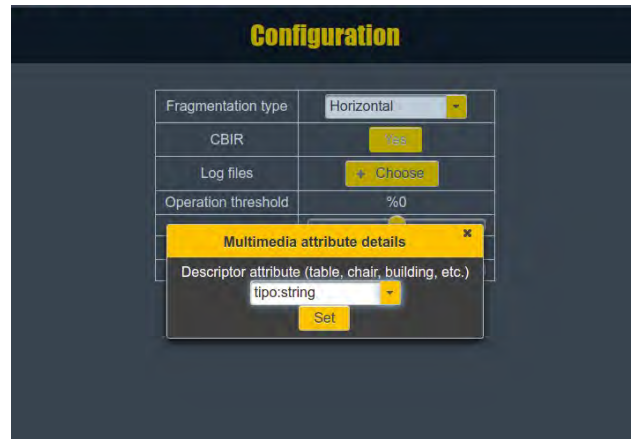 Configuration
Fragmentation type Horizontal
CBIR Yes
Log files + Choose
Operation threshold %0
Multimedia attribute details ×
Descriptor attribute (table, chair, building, etc.)
tipo:string
Set